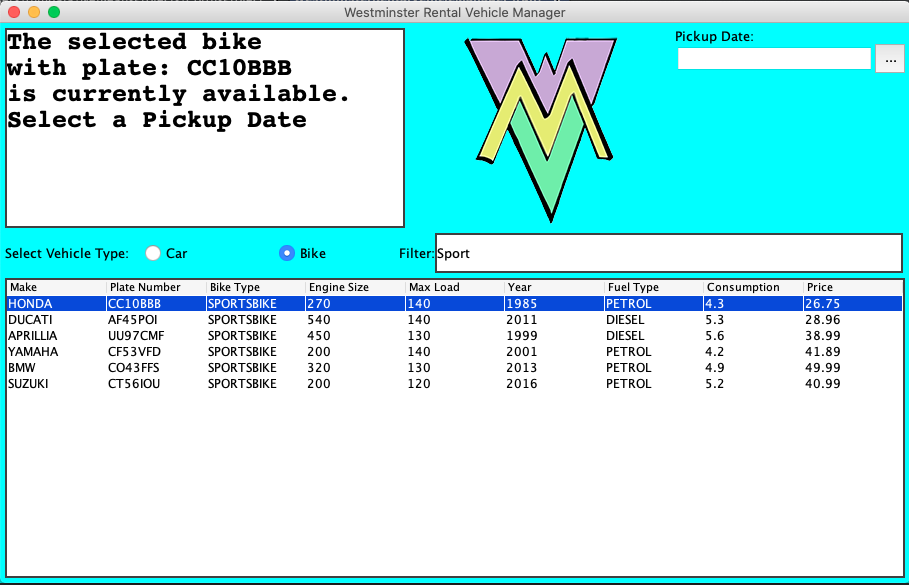 Westminster Rental Vehicle Manager
The selected bike
with plate: CC10BBB
is currently available.
Select a Pickup Date
Pickup Date:
...
Select Vehicle Type: Car Bike Filter: Sport
Make Plate Number Bike Type Engine Size Max Load Year Fuel Type Consumption Price
HONDA CC10BBB SPORTSBIKE 270 140 1985 PETROL 4.3 26.75
DUCATI AF45POI SPORTSBIKE 540 140 2011 DIESEL 5.3 28.96
APRILLIA UU97CMF SPORTSBIKE 450 130 1999 DIESEL 5.6 38.99
YAMAHA CF53VFD SPORTSBIKE 200 140 2001 PETROL 4.2 41.89
BMW CO43FFS SPORTSBIKE 320 130 2013 PETROL 4.9 49.99
SUZUKI CT56IOU SPORTSBIKE 200 120 2016 PETROL 5.2 40.99